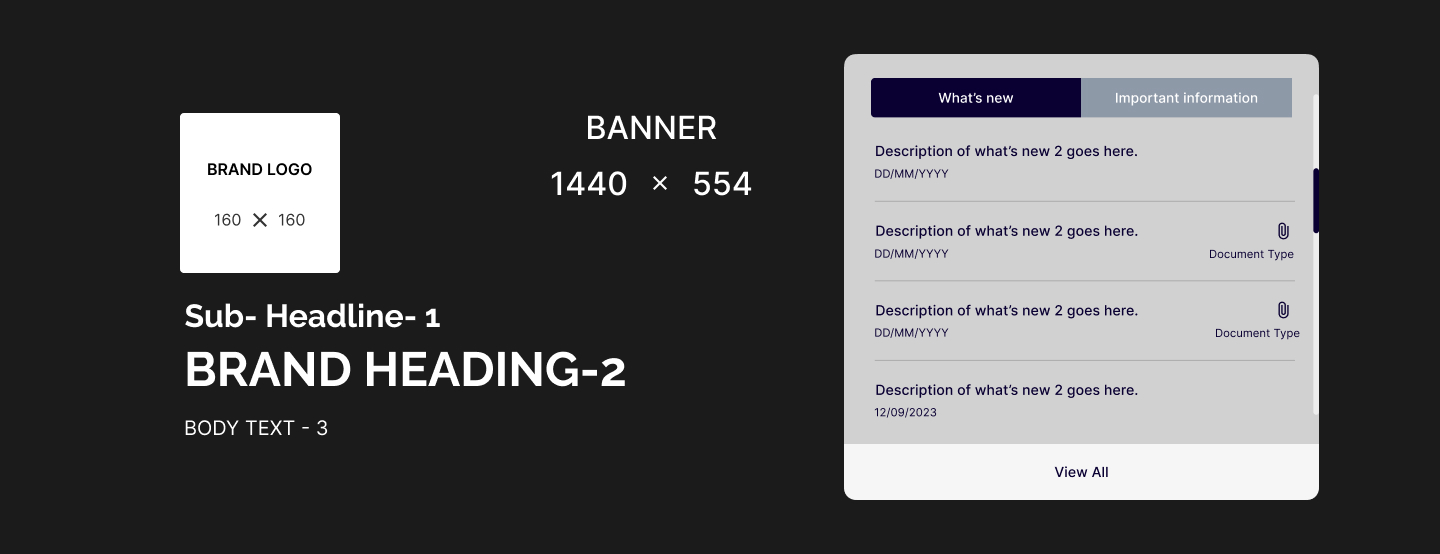 BRAND LOGO
160 × 160
BANNER
1440 × 554
Sub- Headline- 1
BRAND HEADING-2
BODY TEXT - 3
What’s new
Important information
Description of what’s new 2 goes here.
DD/MM/YYYY
Description of what’s new 2 goes here.
DD/MM/YYYY
Document Type
Description of what’s new 2 goes here.
DD/MM/YYYY
Document Type
Description of what’s new 2 goes here.
12/09/2023
View All